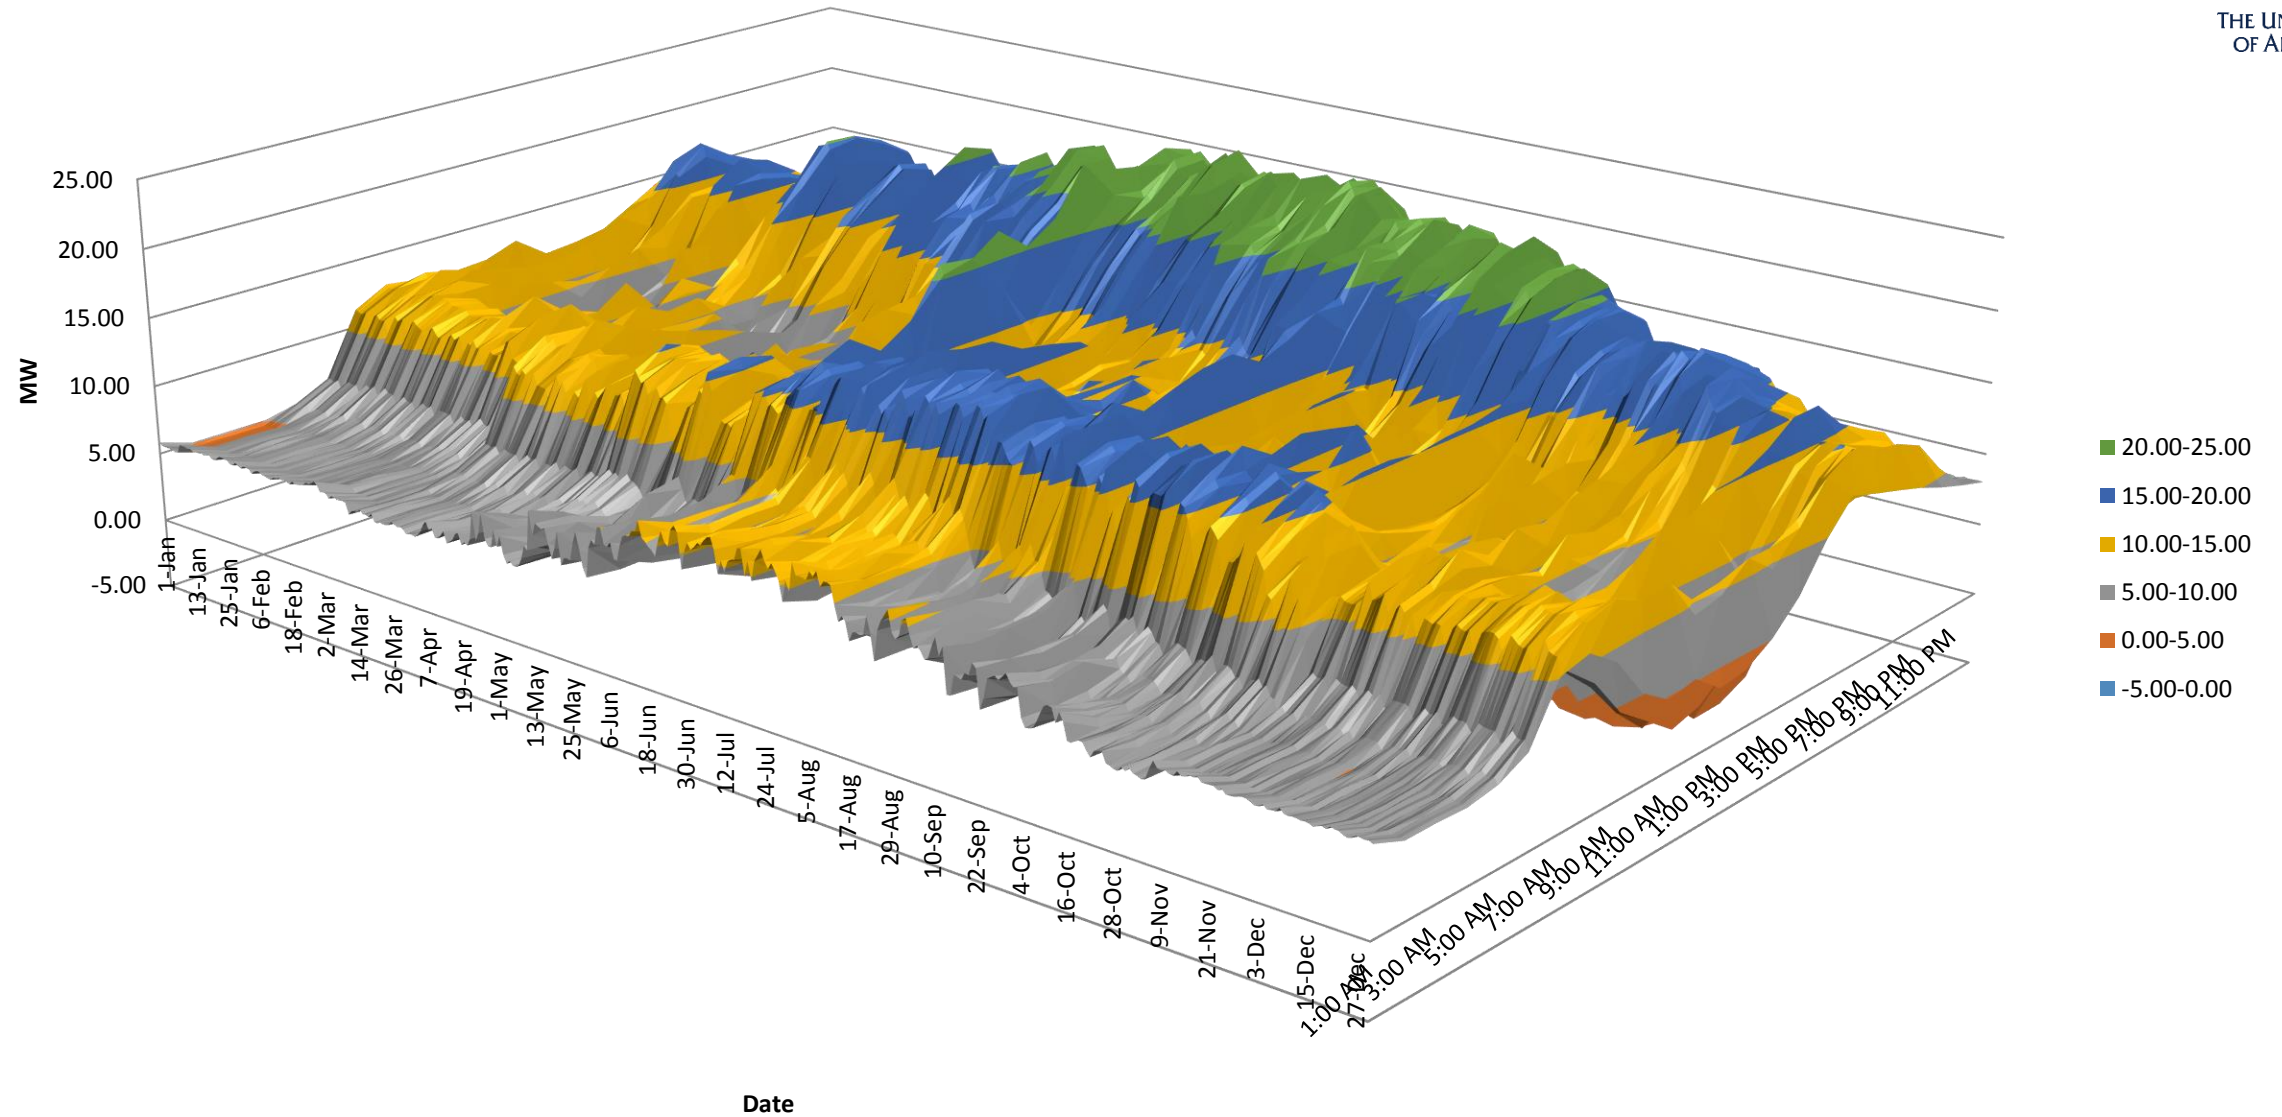 THE UN
OF A
25.00
20.00
15.00
10.00
5.00
0.00
-5.00
MW
1-Jan
13-Jan
25-Jan
6-Feb
18-Feb
2-Mar
14-Mar
26-Mar
7-Apr
19-Apr
1-May
13-May
25-May
6-Jun
18-Jun
30-Jun
12-Jul
24-Jul
5-Aug
17-Aug
29-Aug
10-Sep
22-Sep
4-Oct
16-Oct
28-Oct
9-Nov
21-Nov
3-Dec
15-Dec
27-Dec
Date
1:00 AM
3:00 AM
5:00 AM
7:00 AM
9:00 AM
11:00 AM
1:00 PM
3:00 PM
5:00 PM
7:00 PM
9:00 PM
11:00 PM
20.00-25.00
15.00-20.00
10.00-15.00
5.00-10.00
0.00-5.00
-5.00-0.00